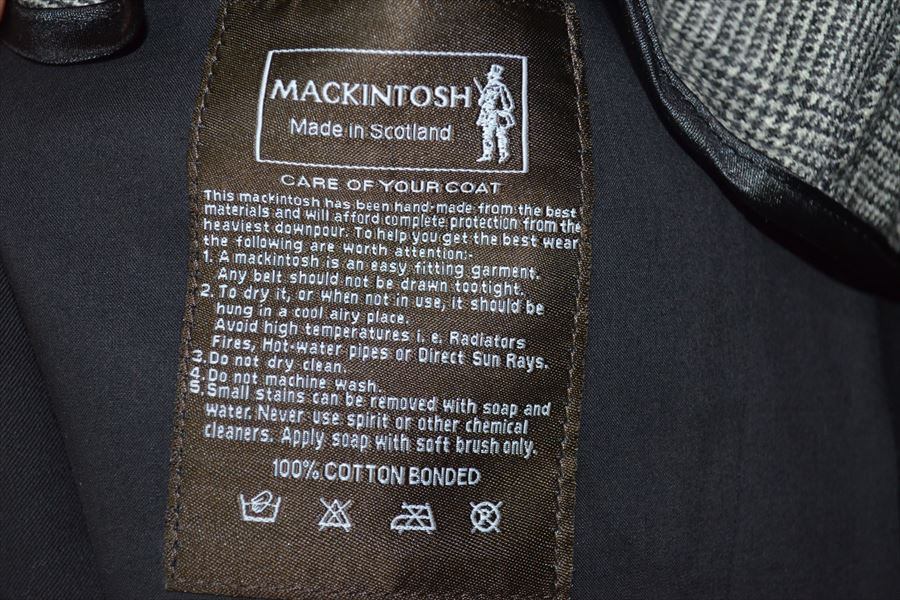 MACKINTOSH
Made in Scotland
CARE OF YOUR COAT
This mackintosh has been hand-made from the best
materials and will afford complete protection from the
heaviest downpour. To help you get the best wear
the following are worth attention:-
1. A mackintosh is an easy fitting garment.
Any belt should not be drawn too tight.
2. To dry it, or when not in use, it should be
hung in a cool airy place.
Avoid high temperatures i. e. Radiators
Fires, Hot-water pipes or Direct Sun Rays.
3. Do not dry clean.
4. Do not machine wash.
5. Small stains can be removed with soap and
water. Never use spirit or other chemical
cleaners. Apply soap with soft brush only.
100% COTTON BONDED
R